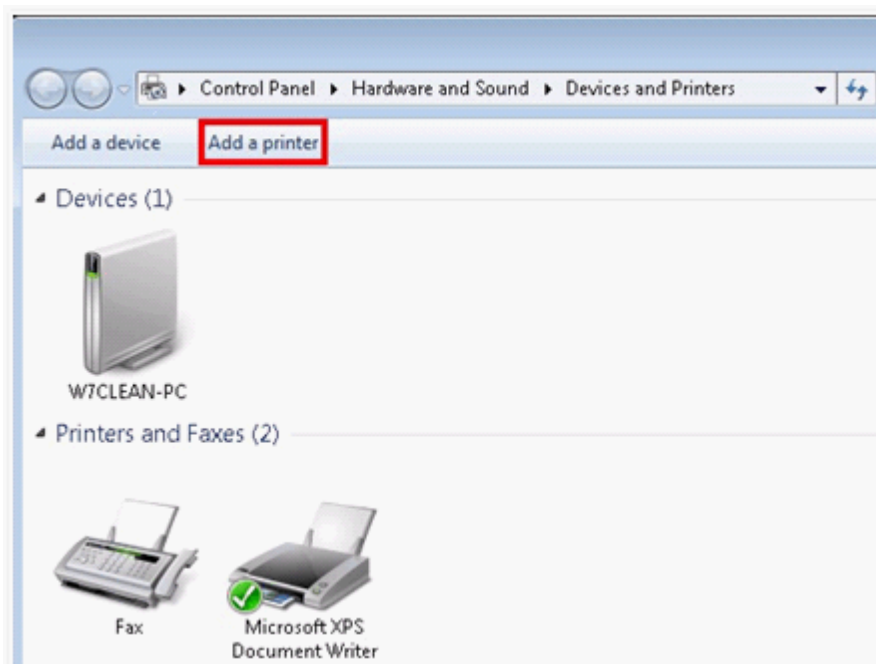 Control Panel Hardware and Sound Devices and Printers
Add a device Add a printer
Devices (1)
W7CLEAN-PC
Printers and Faxes (2)
Fax
Microsoft XPS
Document Writer